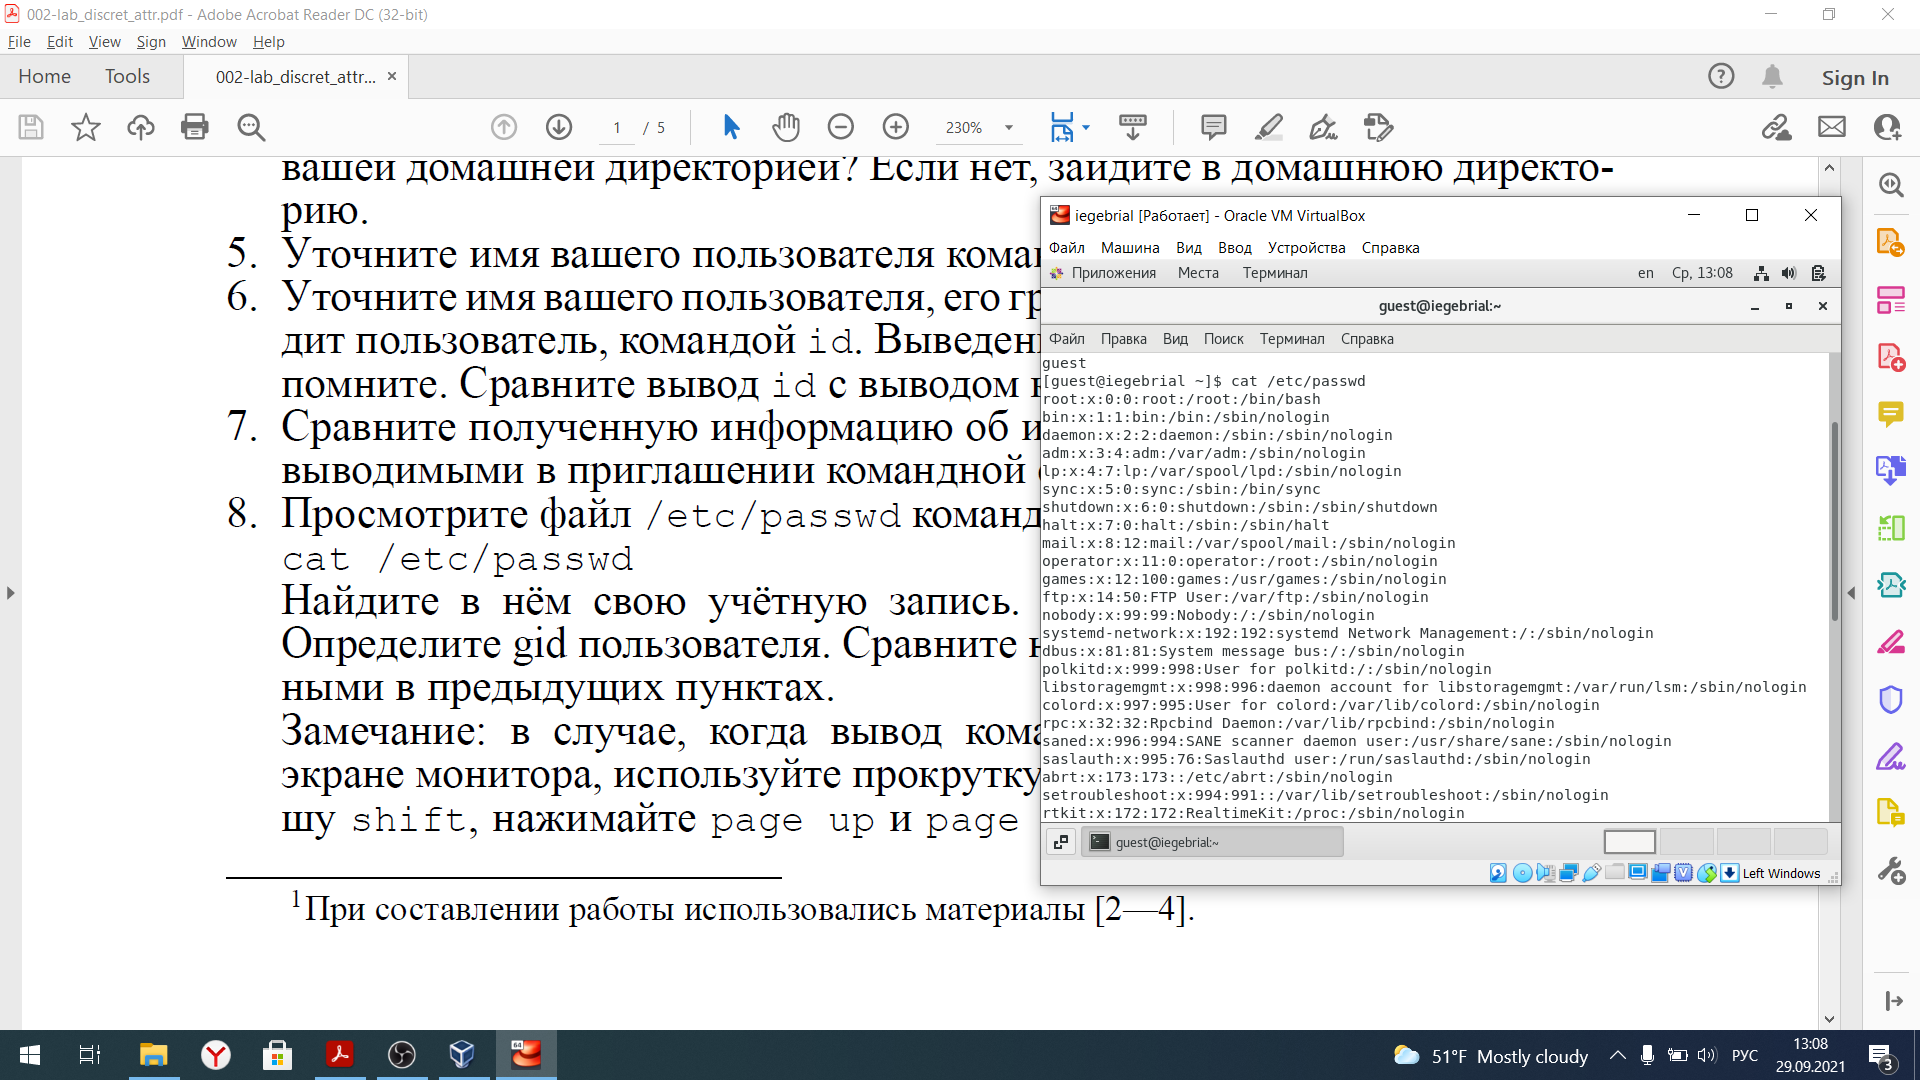 002-lab_discret_attr.pdf - Adobe Acrobat Reader DC (32-bit)
File Edit View Sign Window Help
Home Tools 002-lab_discret_attr... × Sign In
1 / 5 230%
вашей домашней директорией? Если нет, зайдите в домашнюю директо-
рию.
5. Уточните имя вашего пользователя
6. Уточните имя вашего пользователя, его
дит пользователь, командой id.
помните. Сравните вывод id с выводом
7. Сравните полученную информацию об
выводимыми в приглашении командной
8. Просмотрите файл /etc/passwd
cat /etc/passwd
Найдите в нём свою учётную запись.
Определите gid пользователя. Сравните
ными в предыдущих пунктах.
Замечание: в случае, когда вывод
экране монитора, используйте прокрутку
шу shift, нажимайте page up и page
1 При составлении работы использовались материалы [2—4].
iegebrial [Работает] - Oracle VM VirtualBox
Файл Машина Вид Ввод Устройства Справка
Приложения Места Терминал en Ср, 13:08
guest@iegebrial:~
Файл Правка Вид Поиск Терминал Справка
guest
[guest@iegebrial ~]$ cat /etc/passwd
root:x:0:0:root:/root:/bin/bash
bin:x:1:1:bin:/bin:/sbin/nologin
daemon:x:2:2:daemon:/sbin:/sbin/nologin
adm:x:3:4:adm:/var/adm:/sbin/nologin
lp:x:4:7:lp:/var/spool/lpd:/sbin/nologin
sync:x:5:0:sync:/sbin:/bin/sync
shutdown:x:6:0:shutdown:/sbin:/sbin/shutdown
halt:x:7:0:halt:/sbin:/sbin/halt
mail:x:8:12:mail:/var/spool/mail:/sbin/nologin
operator:x:11:0:operator:/root:/sbin/nologin
games:x:12:100:games:/usr/games:/sbin/nologin
ftp:x:14:50:FTP User:/var/ftp:/sbin/nologin
nobody:x:99:99:Nobody:/:/sbin/nologin
systemd-network:x:192:192:systemd Network Management:/:/sbin/nologin
dbus:x:81:81:System message bus:/:/sbin/nologin
polkitd:x:999:998:User for polkitd:/:/sbin/nologin
libstoragemgmt:x:998:996:daemon account for libstoragemgmt:/var/run/lsm:/sbin/nologin
colord:x:997:995:User for colord:/var/lib/colord:/sbin/nologin
rpc:x:32:32:Rpcbind Daemon:/var/lib/rpcbind:/sbin/nologin
saned:x:996:994:SANE scanner daemon user:/usr/share/sane:/sbin/nologin
saslauth:x:995:76:Saslauthd user:/run/saslauthd:/sbin/nologin
abrt:x:173:173::/etc/abrt:/sbin/nologin
setroubleshoot:x:994:991::/var/lib/setroubleshoot:/sbin/nologin
rtkit:x:172:172:RealtimeKit:/proc:/sbin/nologin
guest@iegebrial:~
Left Windows
51°F Mostly cloudy РУС 13:08
29.09.2021 3